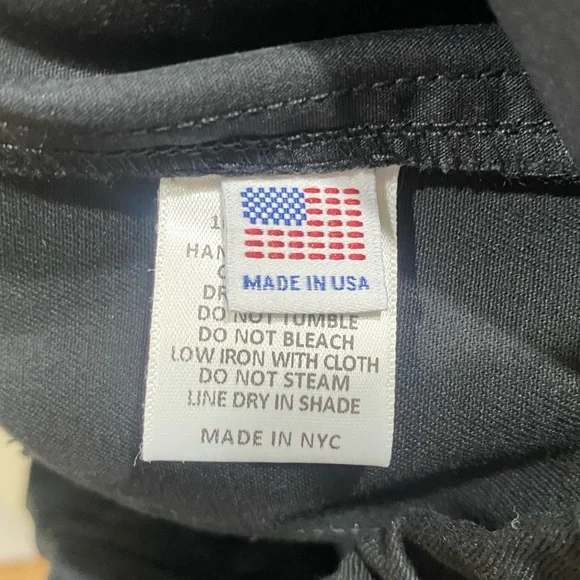 MADE IN USA
DO NOT TUMBLE
DO NOT BLEACH
LOW IRON WITH CLOTH
DO NOT STEAM
LINE DRY IN SHADE
MADE IN NYC